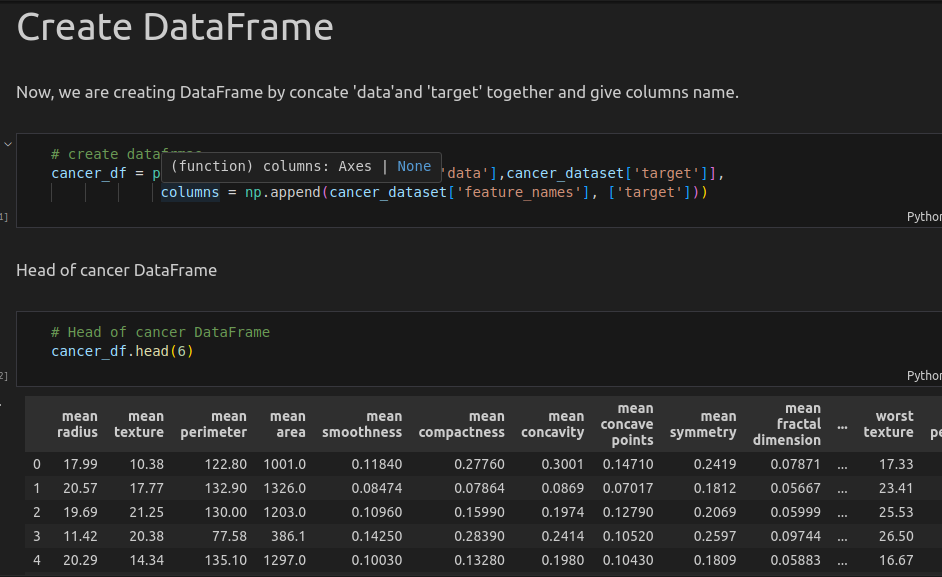 Create DataFrame
Now, we are creating DataFrame by concate 'data'and 'target' together and give columns name.
# create
(function) columns: Axes | None
cancer_df = p 'data'],cancer_dataset['target']],
columns = np.append(cancer_dataset['feature_names'], ['target']))
1]
Python
Head of cancer DataFrame
# Head of cancer DataFrame
cancer_df.head(6)
2]
Python
mean radius mean texture mean perimeter mean area mean smoothness mean compactness mean concavity mean concave points mean symmetry mean fractal dimension ... worst texture
0 17.99 10.38 122.80 1001.0 0.11840 0.27760 0.3001 0.14710 0.2419 0.07871 ... 17.33
1 20.57 17.77 132.90 1326.0 0.08474 0.07864 0.0869 0.07017 0.1812 0.05667 ... 23.41
2 19.69 21.25 130.00 1203.0 0.10960 0.15990 0.1974 0.12790 0.2069 0.05999 ... 25.53
3 11.42 20.38 77.58 386.1 0.14250 0.28390 0.2414 0.10520 0.2597 0.09744 ... 26.50
4 20.29 14.34 135.10 1297.0 0.10030 0.13280 0.1980 0.10430 0.1809 0.05883 ... 16.67